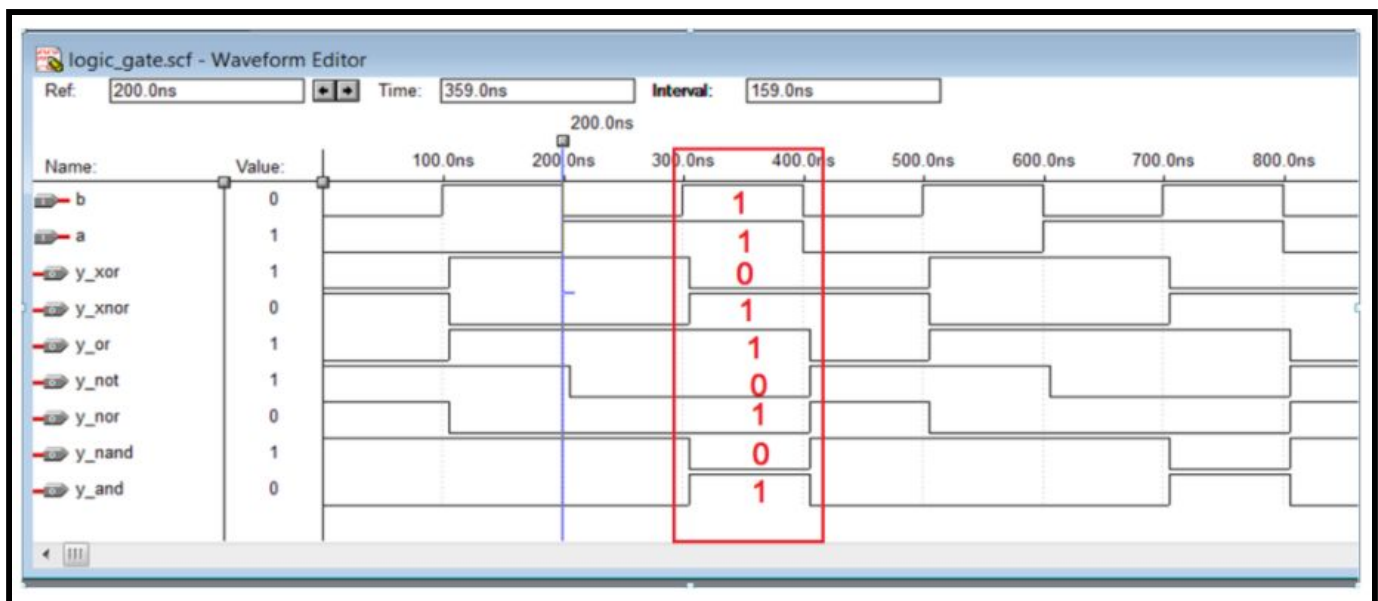 logic_gate.scf - Waveform Editor
Ref: 200.0ns Time: 359.0ns Interval: 159.0ns
200.0ns
Name: Value: 100.0ns 200.0ns 300.0ns 400.0ns 500.0ns 600.0ns 700.0ns 800.0ns
b 0 1
a 1 1
y_xor 1 0
y_xnor 0 1
y_or 1 1
y_not 1 0
y_nor 0 1
y_nand 1 0
y_and 0 1